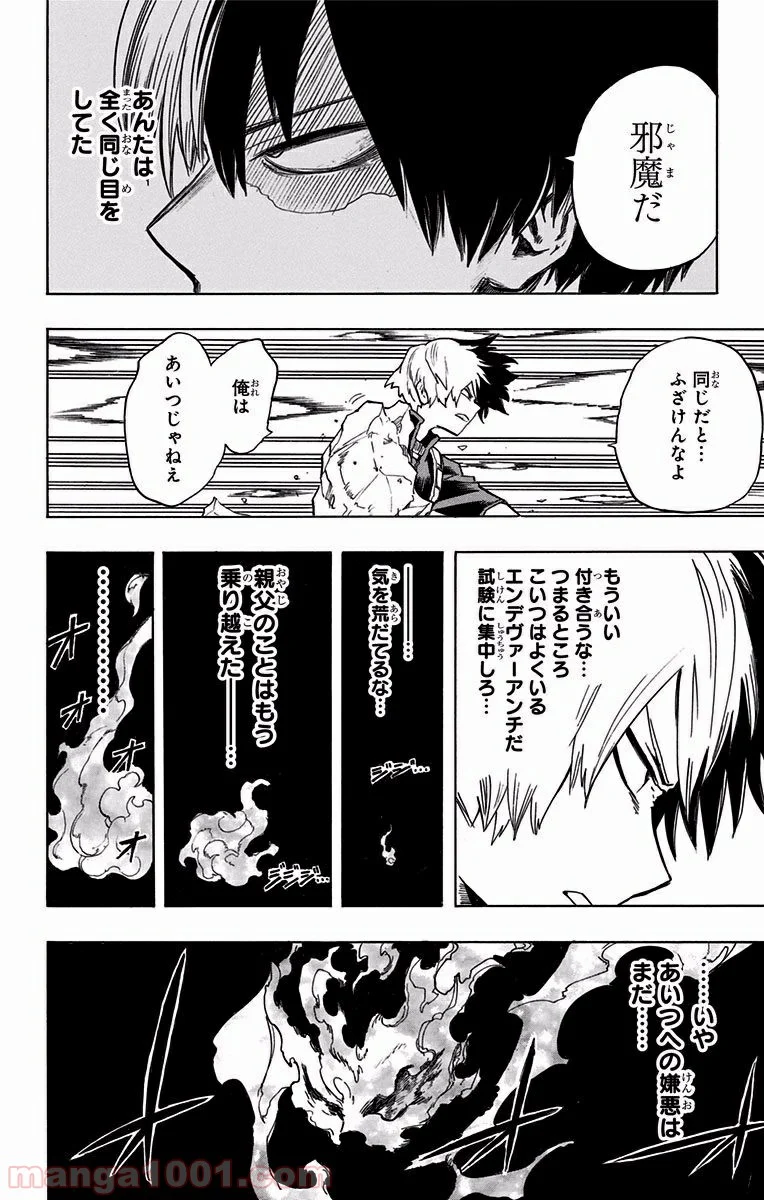 邪魔だ
あんたは
全く同じ目を
してた
同じだと…
ふざけんなよ
俺は
あいつじゃねえ
もういい
付き合うな…
つまるところ
こいつはよくいる
エンデヴァーアンチだ
試験に集中しろ…
———…
気を荒だてるな…
親父のことはもう
乗り越えた———…
ジジ…
ジジジ…
……………
オ
オ
オ
……いや
あいつへの嫌悪は
まだ……
manga1001.com